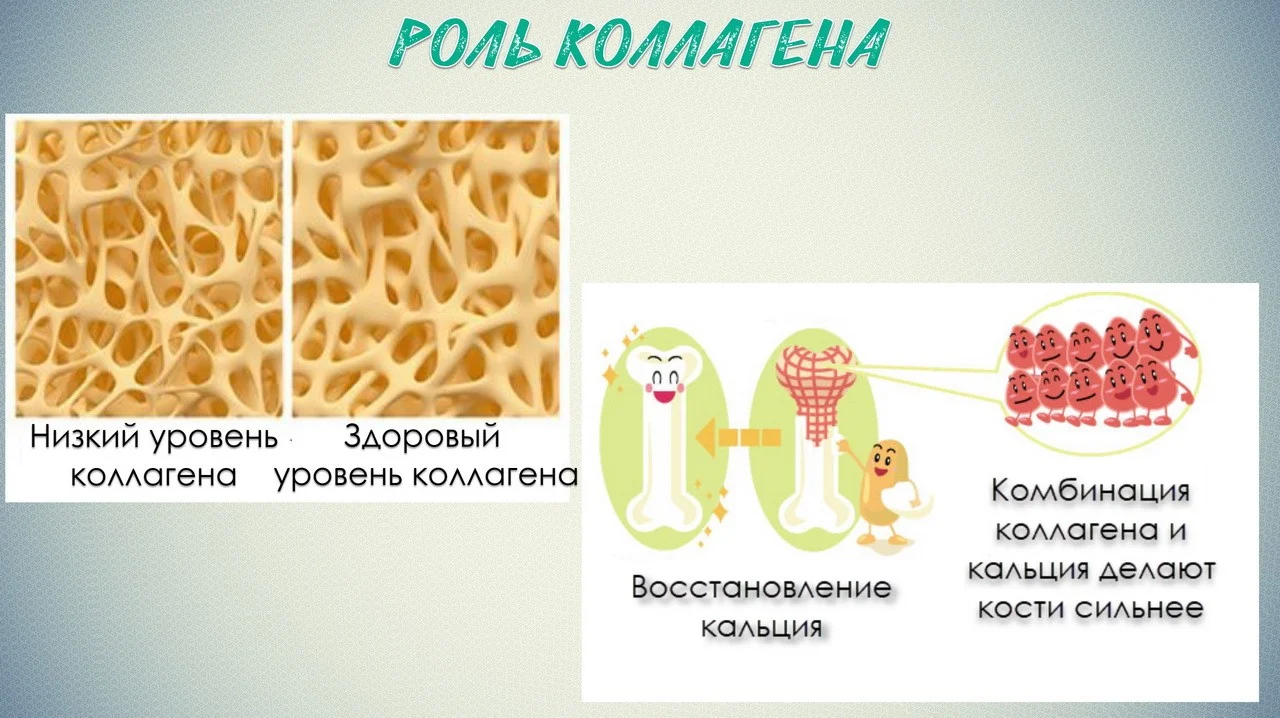 РОЛЬ КОЛЛАГЕНА
Низкий уровень
коллагена
Здоровый
уровень коллагена
Восстановление
кальция
Комбинация
коллагена и
кальция делают
кости сильнее